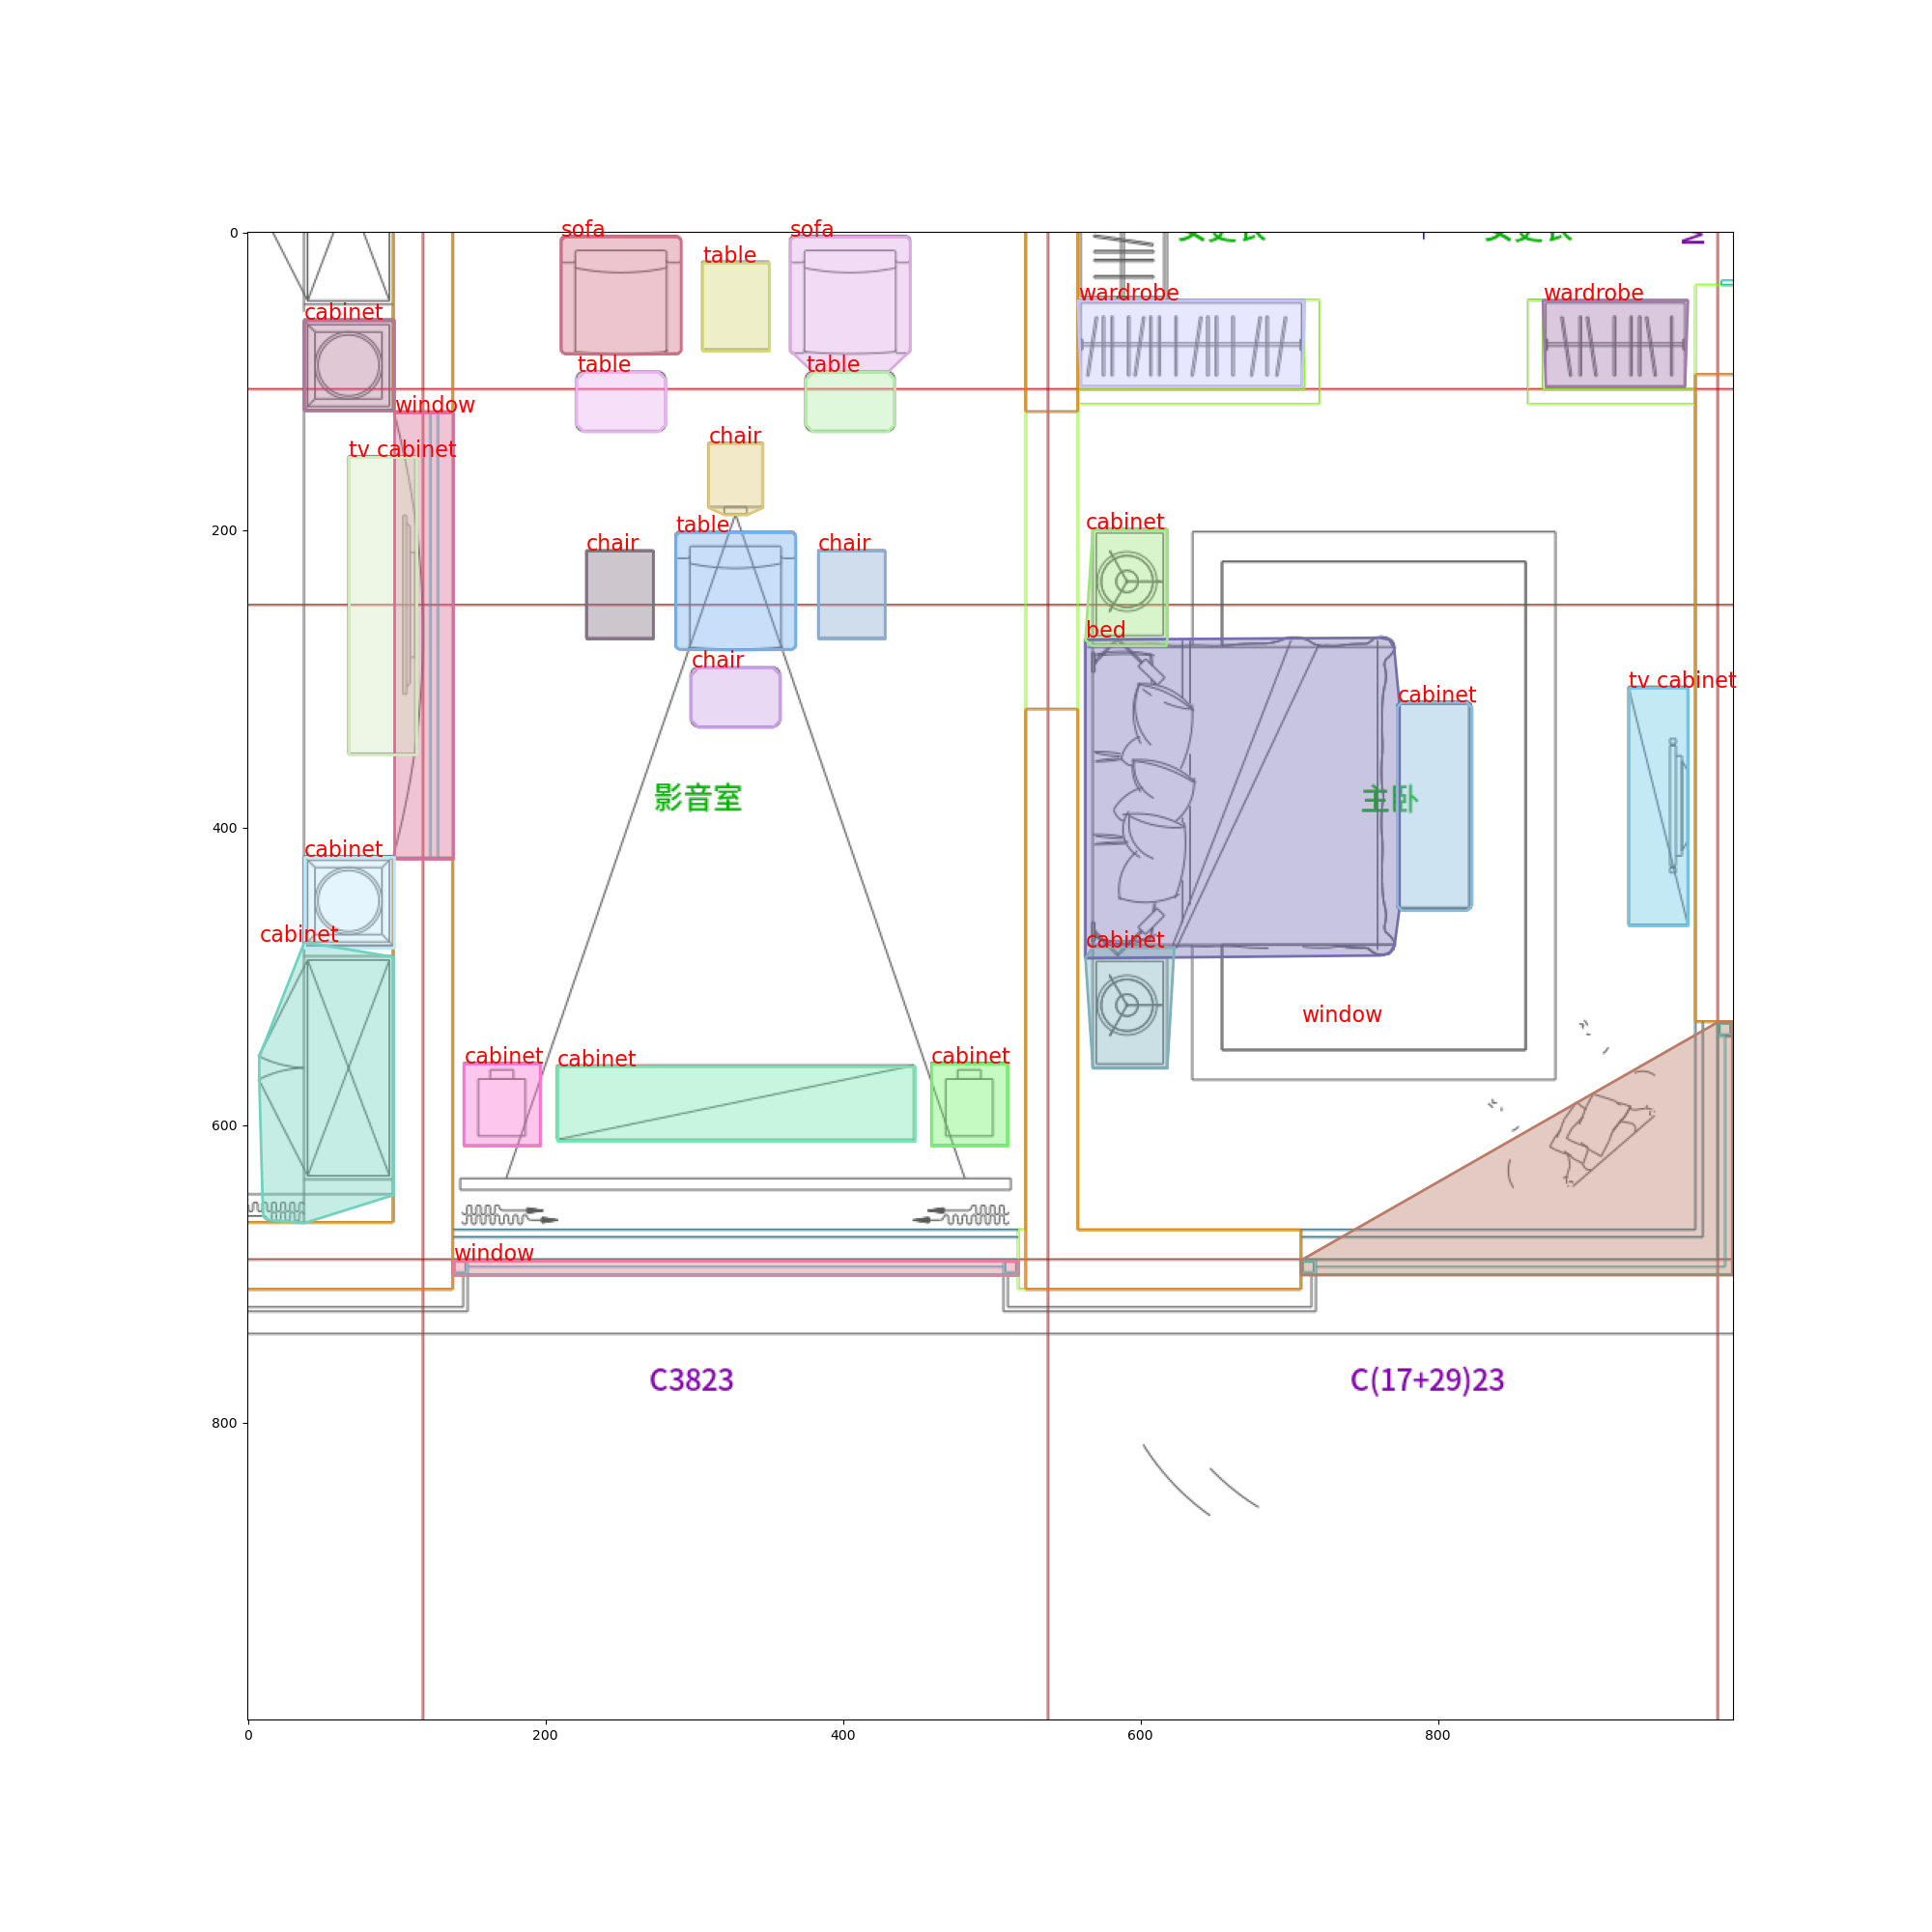 0
200
400
600
800
0
200
400
600
800
sofa
sofa
table
cabinet
wardrobe
wardrobe
table
table
window
tv cabinet
chair
cabinet
table
chair
chair
bed
chair
tv cabinet
cabinet
影音室
主卧
cabinet
cabinet
cabinet
window
cabinet
cabinet
cabinet
window
C3823
C(17+29)23